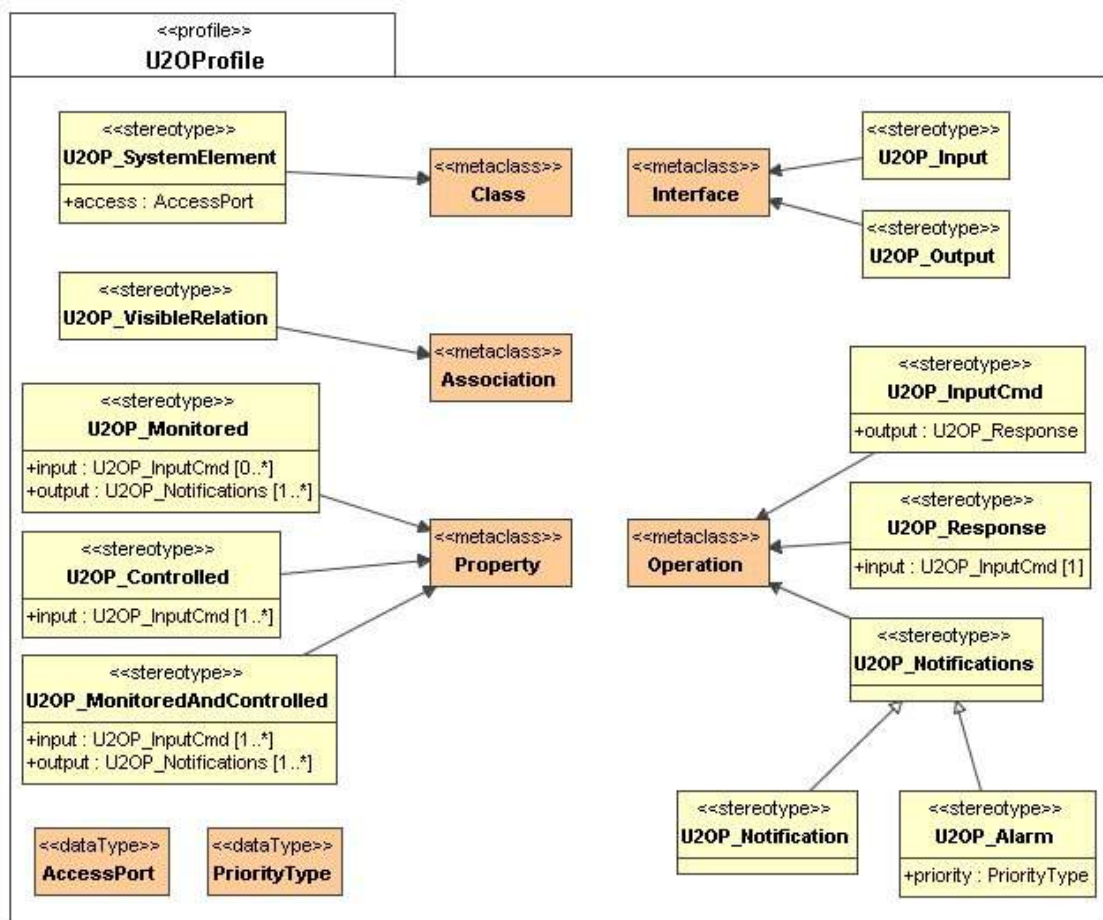 <<profile>>
U2OProfile
<<stereotype>>
U2OP_SystemElement
+access : AccessPort
<<metaclass>>
Class
<<metaclass>>
Interface
<<stereotype>>
U2OP_Input
<<stereotype>>
U2OP_Output
<<stereotype>>
U2OP_VisibleRelation
<<metaclass>>
Association
<<stereotype>>
U2OP_Monitored
+input : U2OP_InputCmd [0..*]
+output : U2OP_Notifications [1..*]
<<stereotype>>
U2OP_InputCmd
+output : U2OP_Response
<<stereotype>>
U2OP_Controlled
+input : U2OP_InputCmd [1..*]
<<metaclass>>
Property
<<metaclass>>
Operation
<<stereotype>>
U2OP_Response
+input : U2OP_InputCmd [1]
<<stereotype>>
U2OP_MonitoredAndControlled
+input : U2OP_InputCmd [1..*]
+output : U2OP_Notifications [1..*]
<<stereotype>>
U2OP_Notifications
<<stereotype>>
U2OP_Notification
<<stereotype>>
U2OP_Alarm
+priority : PriorityType
<<dataType>>
AccessPort
<<dataType>>
PriorityType